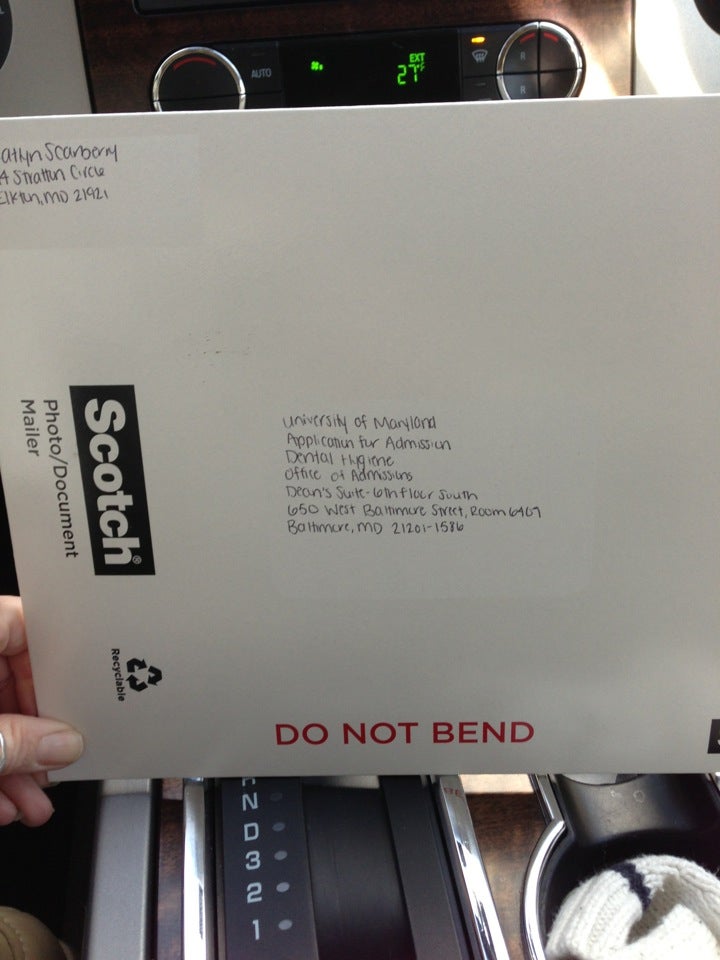 AUTO
EXT
27°F
R
R
atlyn Scarberry
4 Stratton Circle
Elkton, MD 21921
Scotch®
Photo/Document
Mailer
University of Maryland
Application for Admission
Dental Hygiene
Office of Admissions
Dean's Suite-6th floor South
650 West Baltimore Street, Room 6407
Baltimore, MD 21201-1586
Recyclable
DO NOT BEND
N
D
3
2
1